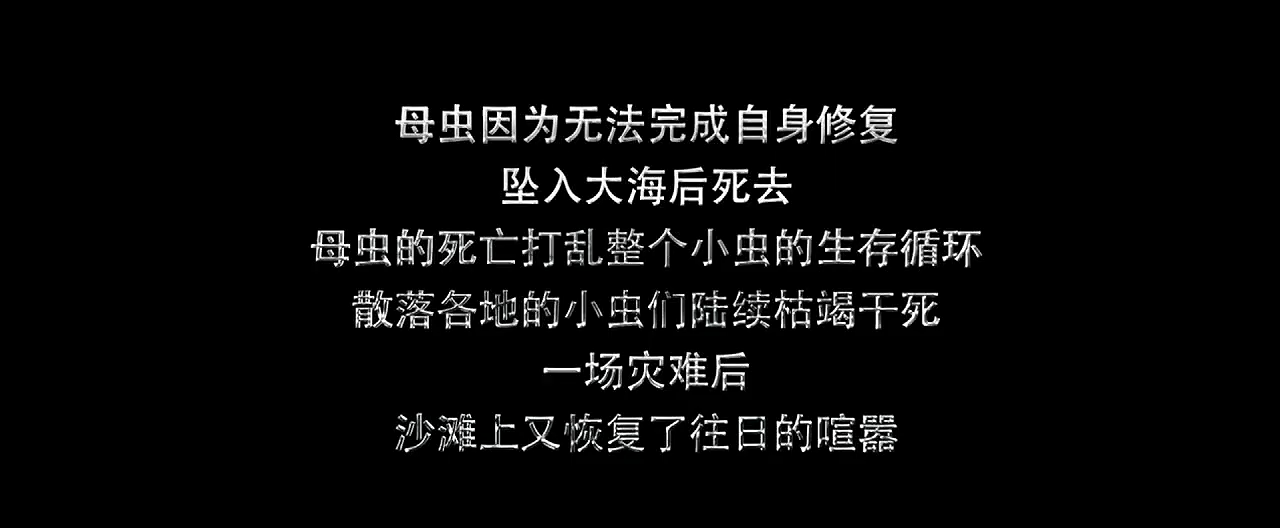 母虫因为无法完成自身修复
坠入大海后死去
母虫的死亡打乱整个小虫的生存循环
散落各地的小虫们陆续枯竭干死
一场灾难后
沙滩上又恢复了往日的喧嚣